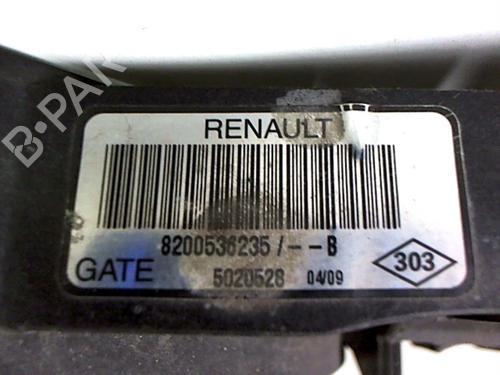 B-PAR
RENAULT
8200536235/--B
GATE
5020528 04/09
303